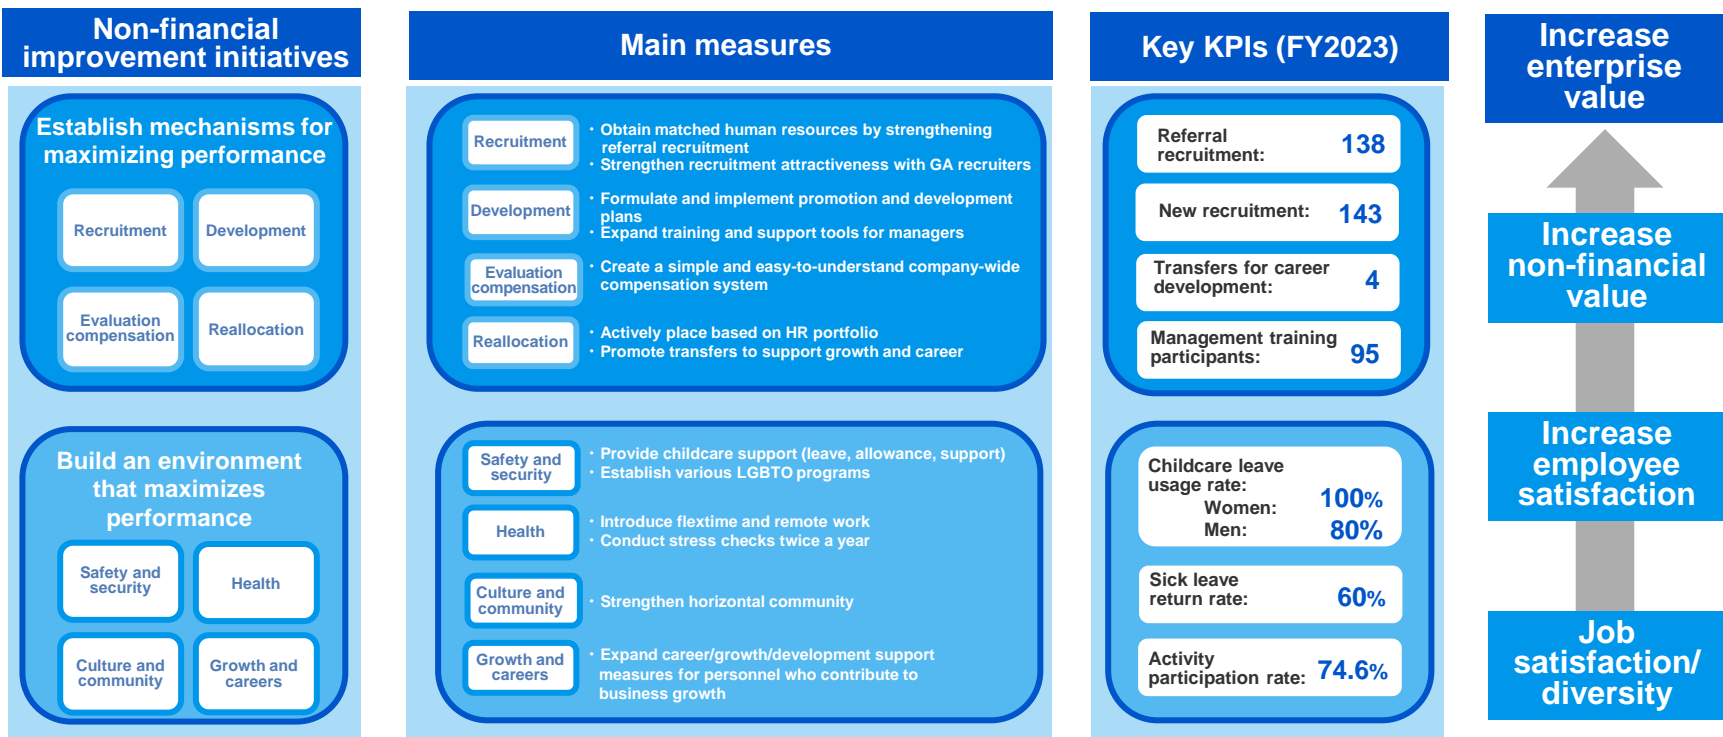 Non-financial
improvement initiatives
Establish mechanisms for
maximizing performance
Recruitment
Development
Evaluation
compensation
Reallocation
Build an environment
that maximizes
performance
Safety and
security
Health
Culture and
community
Growth and
careers
Main measures
Recruitment
・Obtain matched human resources by strengthening
referral recruitment
・Strengthen recruitment attractiveness with GA recruiters
Development
・Formulate and implement promotion and development
plans
・Expand training and support tools for managers
Evaluation
compensation
・Create a simple and easy-to-understand company-wide
compensation system
Reallocation
・Actively place based on HR portfolio
・Promote transfers to support growth and career
Safety and
security
・Provide childcare support (leave, allowance, support)
・Establish various LGBTO programs
Health
・Introduce flextime and remote work
・Conduct stress checks twice a year
Culture and
community
・Strengthen horizontal community
Growth and
careers
・Expand career/growth/development support
measures for personnel who contribute to
business growth
Key KPIs (FY2023)
Referral
recruitment: 138
New recruitment: 143
Transfers for career
development: 4
Management training
participants: 95
Childcare leave
usage rate:
Women: 100%
Men: 80%
Sick leave
return rate: 60%
Activity
participation rate: 74.6%
Increase
enterprise
value
Increase
non-financial
value
Increase
employee
satisfaction
Job
satisfaction/
diversity